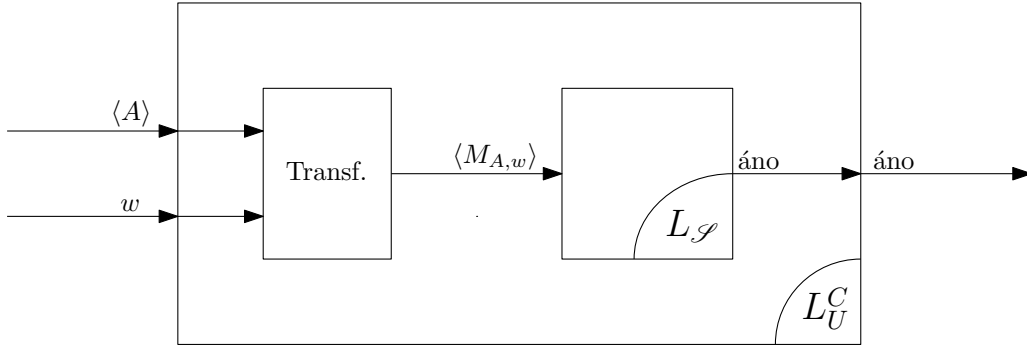 ⟨A⟩
w
Transf.
⟨M_{A,w}⟩
L_𝒮
áno
áno
L_U^C